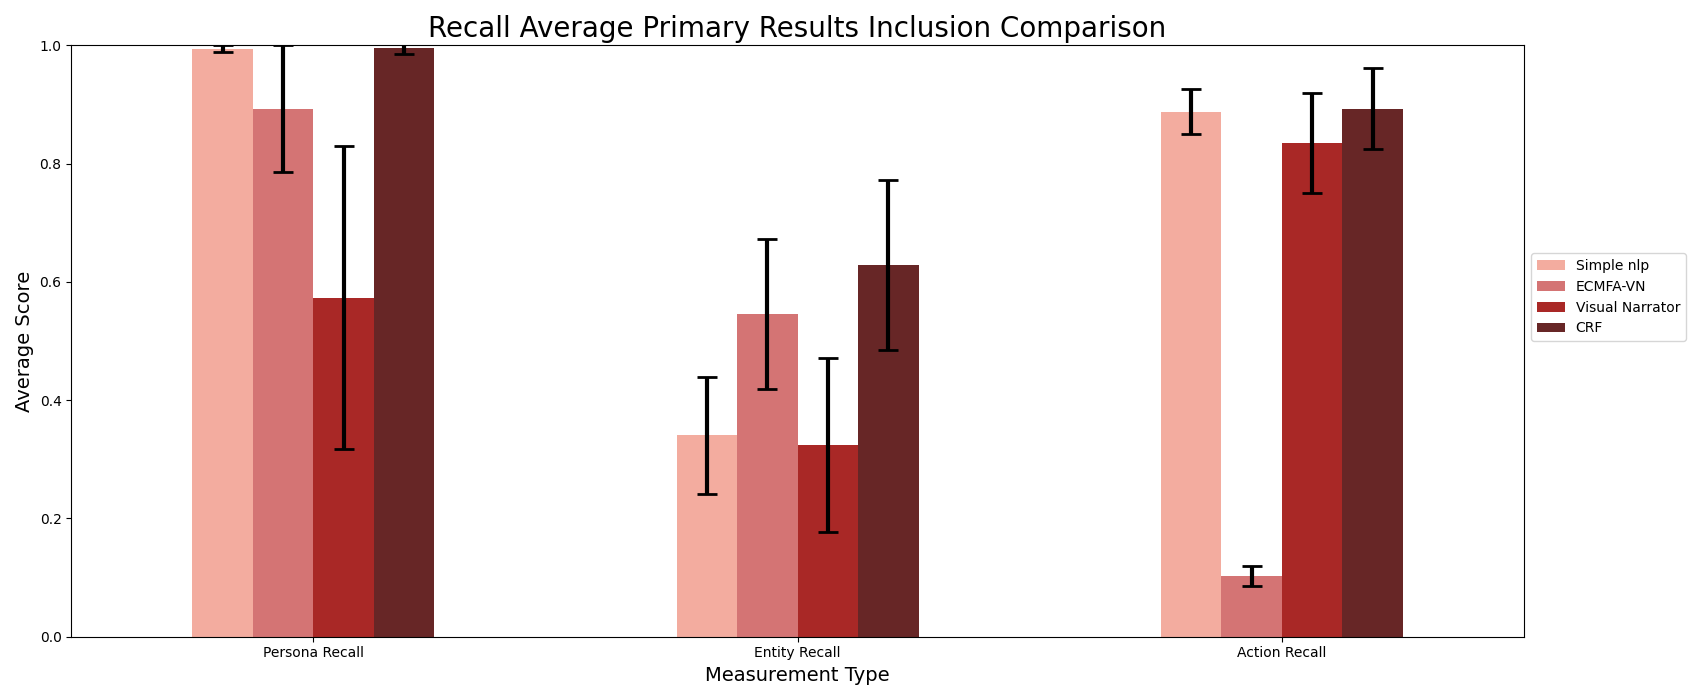 Recall Average Primary Results Inclusion Comparison
1.0
0.8
0.6
0.4
0.2
0.0
Average Score
Persona Recall
Entity Recall
Action Recall
Measurement Type
Simple nlp
ECMFA-VN
Visual Narrator
CRF